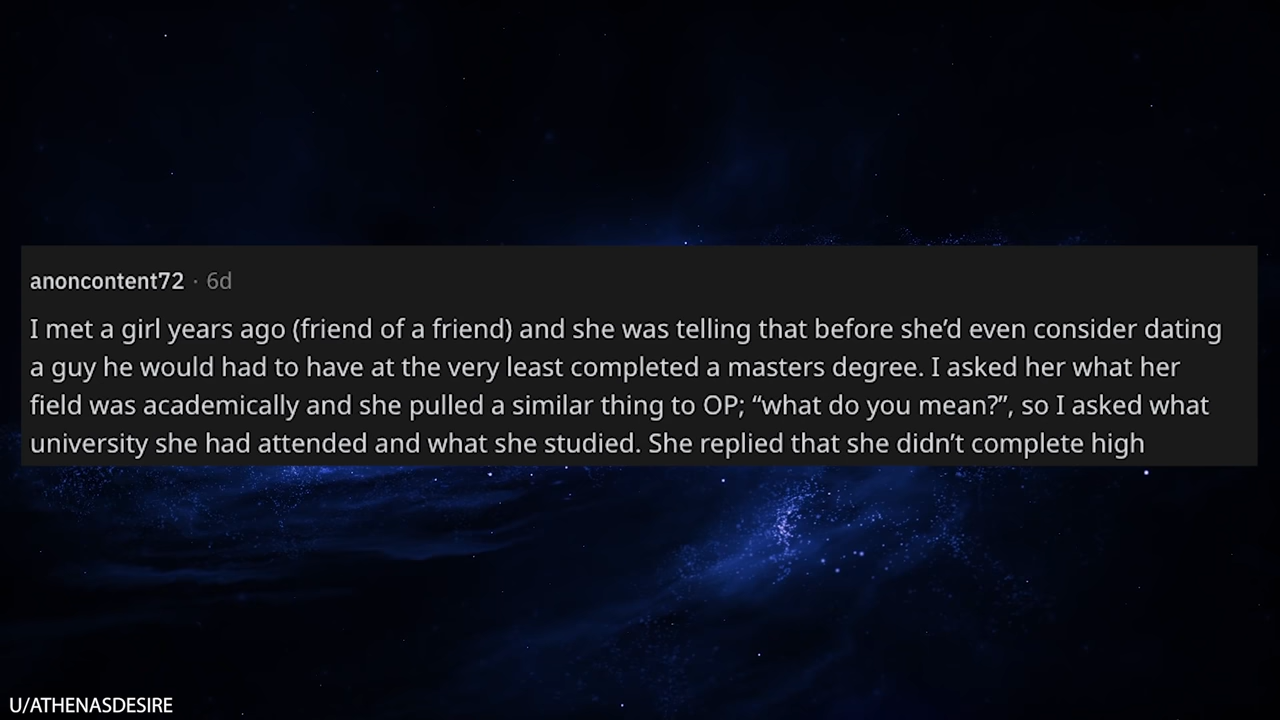 anoncontent72 · 6d
I met a girl years ago (friend of a friend) and she was telling that before she’d even consider dating
a guy he would had to have at the very least completed a masters degree. I asked her what her
field was academically and she pulled a similar thing to OP; “what do you mean?”, so I asked what
university she had attended and what she studied. She replied that she didn’t complete high
U/ATHENASDESIRE